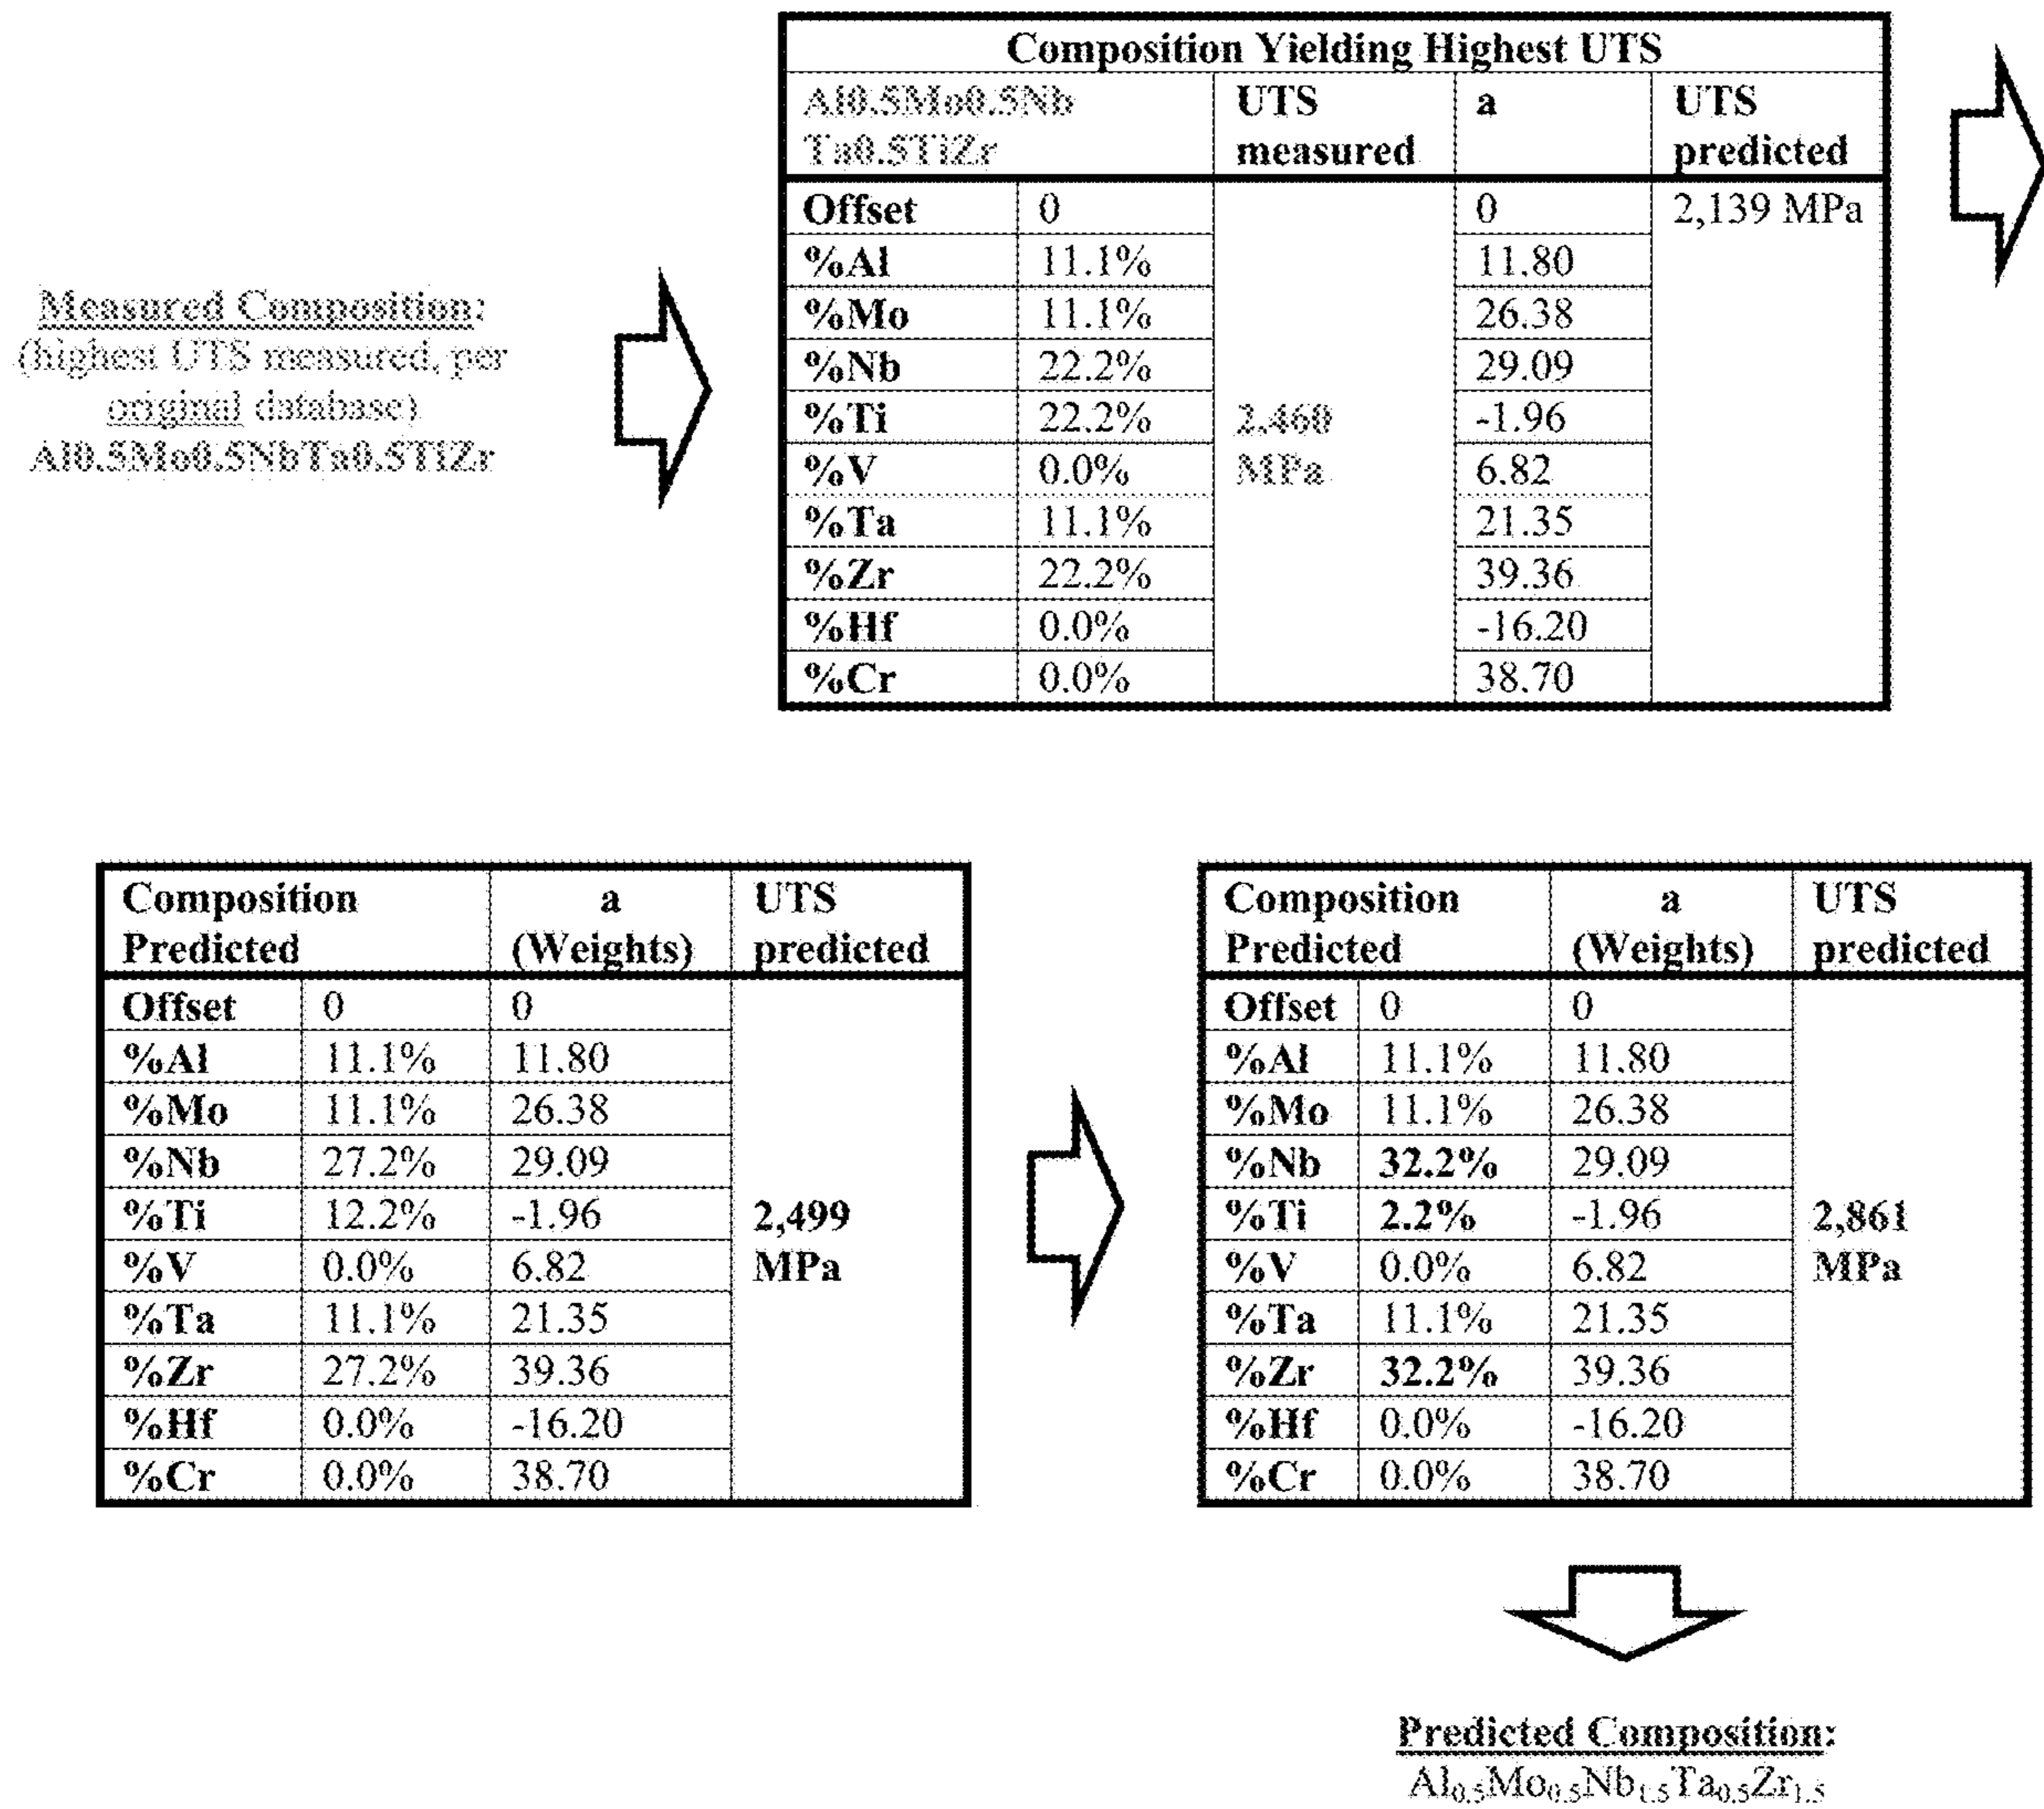 Composition Yielding Highest UTS
Al0.5Mo0.5Nb
Ta0.5TiZr
UTS
measured
a
UTS
predicted
Offset 0 0 2,139 MPa
%Al 11.1% 11.80
%Mo 11.1% 26.38
%Nb 22.2% 29.09
%Ti 22.2% 2,460 -1.96
%V 0.0% MPa 6.82
%Ta 11.1% 21.35
%Zr 22.2% 39.36
%Hf 0.0% -16.20
%Cr 0.0% 38.70
Measured Composition:
(highest UTS measured, per
original database)
Al0.5Mo0.5NbTa0.5TiZr
Composition
Predicted
a
(Weights)
UTS
predicted
Offset 0 0
%Al 11.1% 11.80
%Mo 11.1% 26.38
%Nb 27.2% 29.09
%Ti 12.2% -1.96 2,499
%V 0.0% 6.82 MPa
%Ta 11.1% 21.35
%Zr 27.2% 39.36
%Hf 0.0% -16.20
%Cr 0.0% 38.70
Composition
Predicted
a
(Weights)
UTS
predicted
Offset 0 0
%Al 11.1% 11.80
%Mo 11.1% 26.38
%Nb 32.2% 29.09
%Ti 2.2% -1.96 2,861
%V 0.0% 6.82 MPa
%Ta 11.1% 21.35
%Zr 32.2% 39.36
%Hf 0.0% -16.20
%Cr 0.0% 38.70
Predicted Composition:
Al₀.₅Mo₀.₅Nb₁.₅Ta₀.₅Zr₁.₅